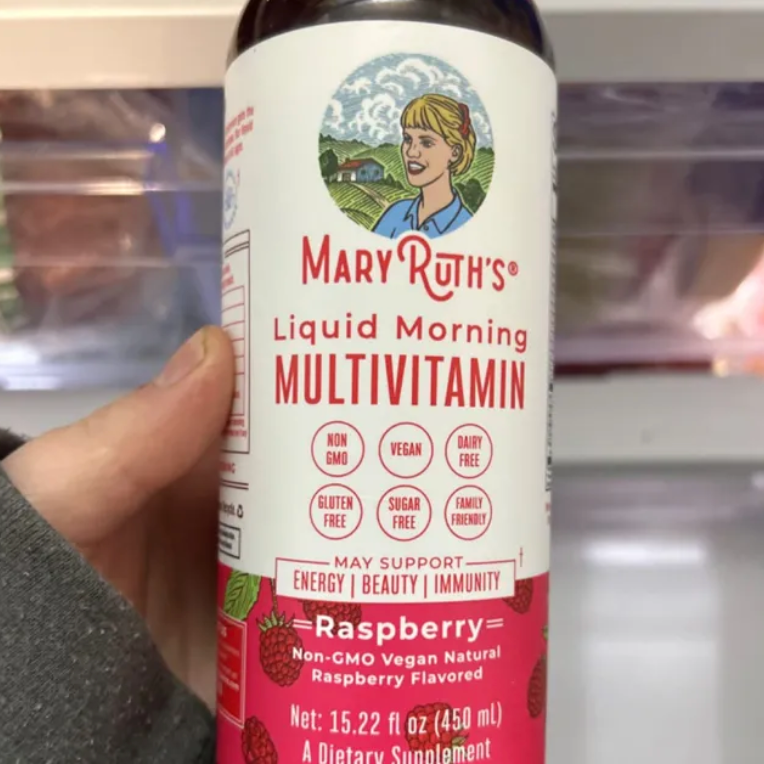 MARY RUTH'S®
Liquid Morning
MULTIVITAMIN
NON GMO
VEGAN
DAIRY FREE
GLUTEN FREE
SUGAR FREE
FAMILY FRIENDLY
MAY SUPPORT †
ENERGY | BEAUTY | IMMUNITY
Raspberry
Non-GMO Vegan Natural
Raspberry Flavored
Net: 15.22 fl oz (450 mL)
A Dietary Supplement